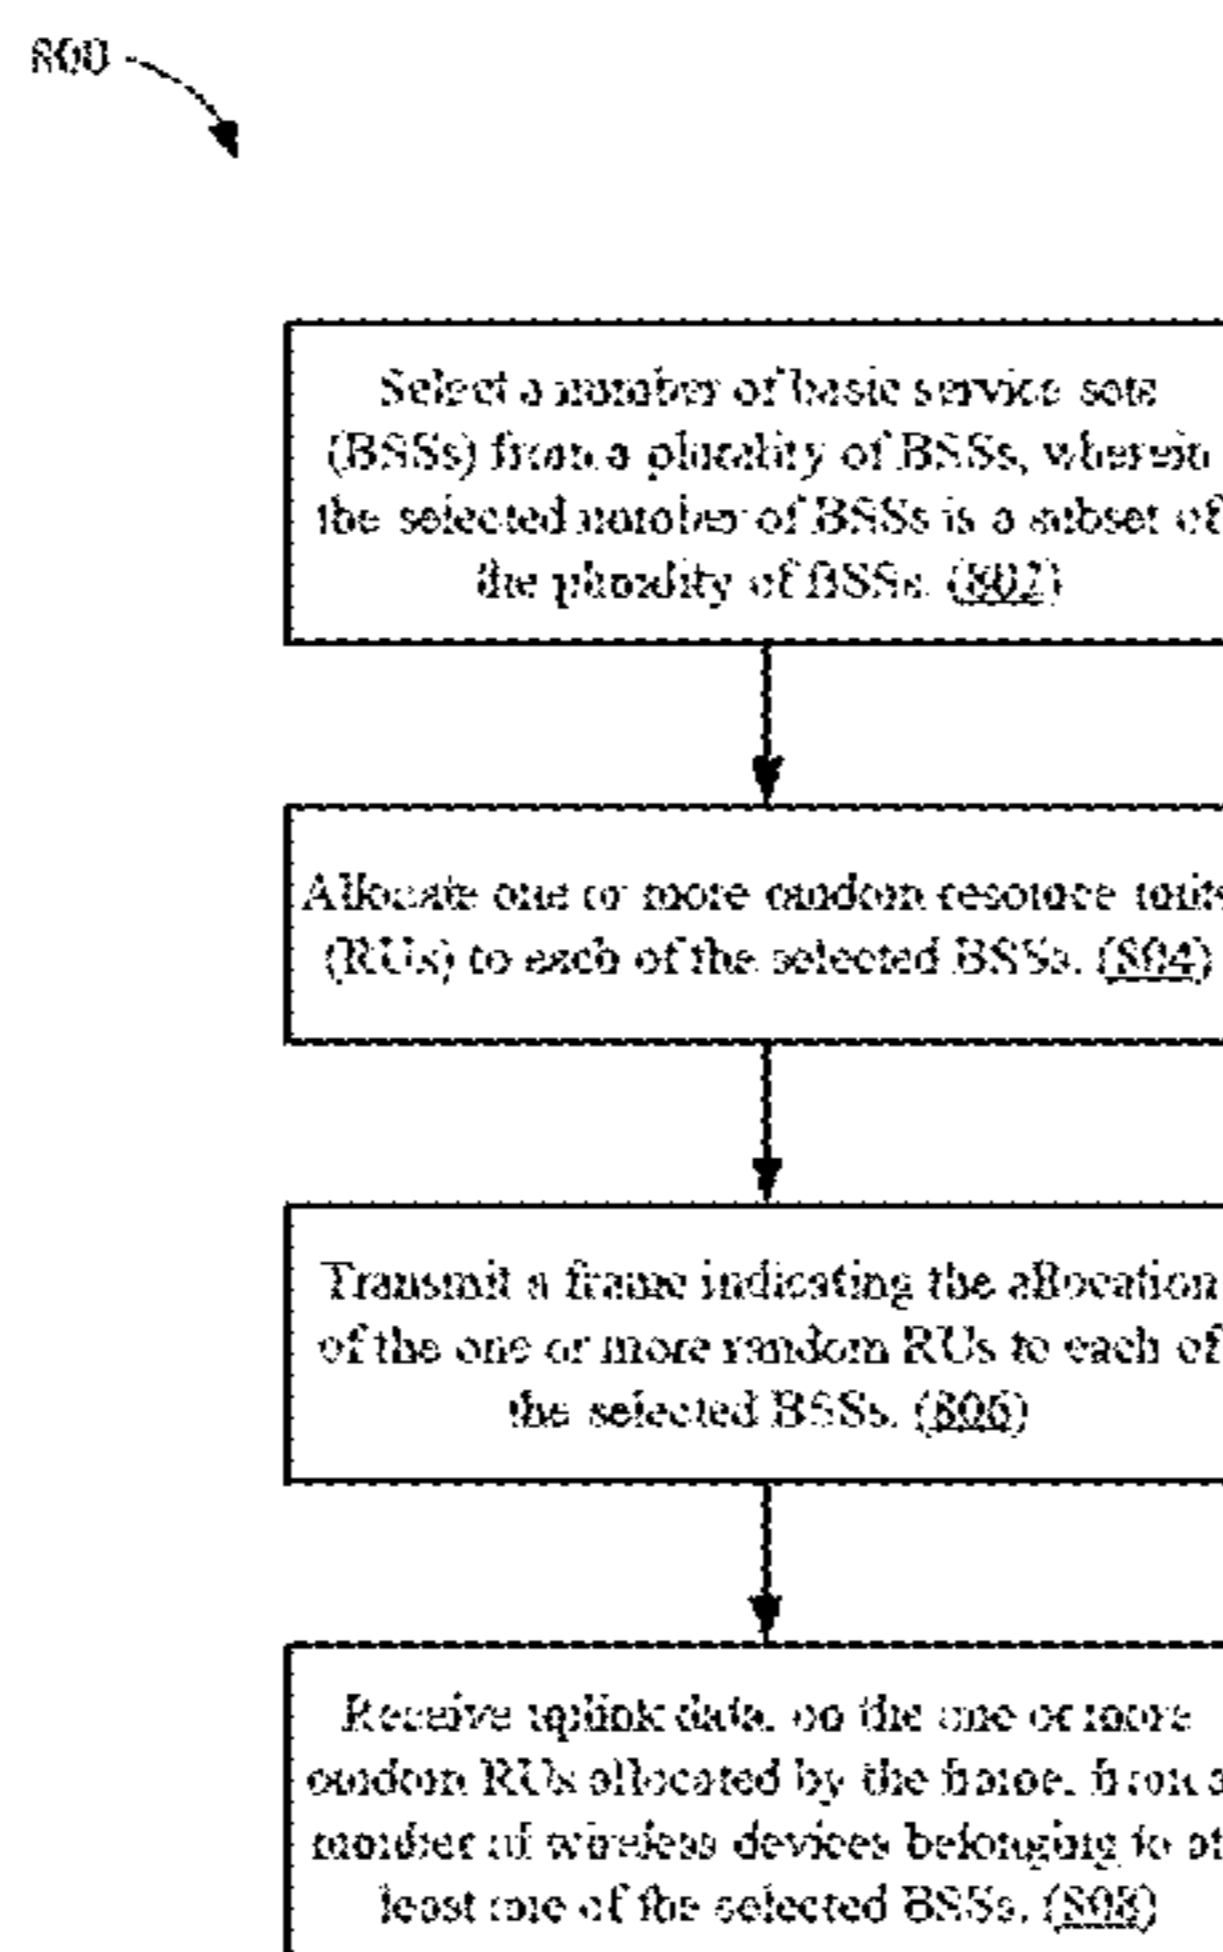 800
Select a number of basic service sets
(BSSs) from a plurality of BSSs, wherein
the selected number of BSSs is a subset of
the plurality of BSSs. (802)
Allocate one or more random resource units
(RUs) to each of the selected BSSs. (804)
Transmit a frame indicating the allocation
of the one or more random RUs to each of
the selected BSSs. (806)
Receive uplink data, on the one or more
random RUs allocated by the frame, from a
number of wireless devices belonging to at
least one of the selected BSSs. (808)